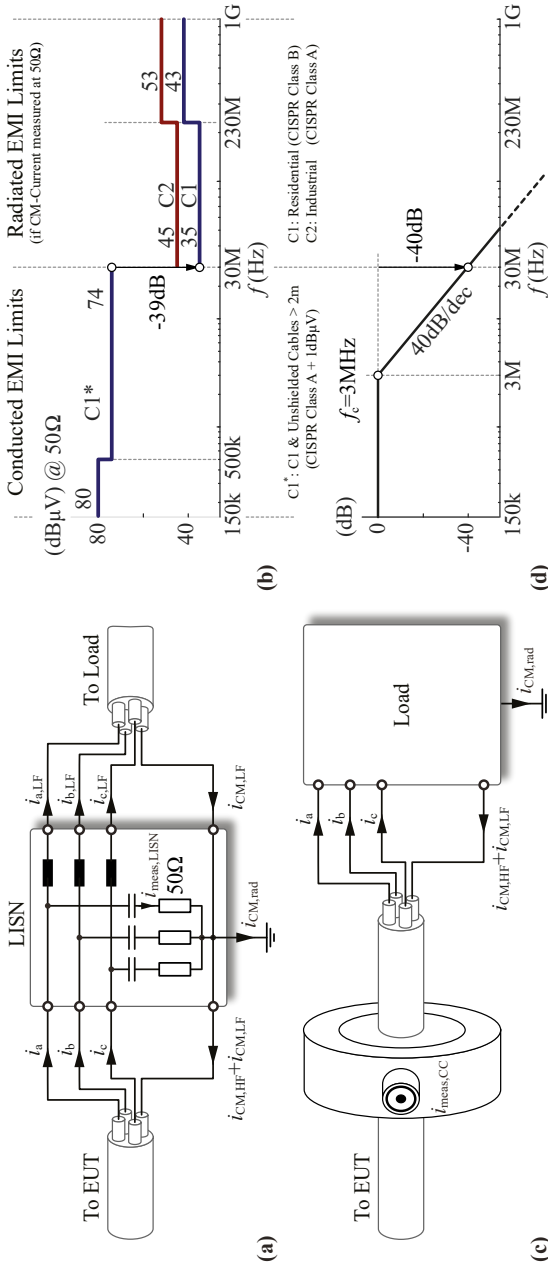 To EUT
LISN
To Load
i_a
i_b
i_c
i_a,LF
i_b,LF
i_c,LF
i_meas,LISN
50Ω
i_CM,HF+i_CM,LF
i_CM,rad
i_CM,LF
(a)
Conducted EMI Limits
Radiated EMI Limits
(if CM-Current measured at 50Ω)
(dBµV) @ 50Ω
80
80
C1*
74
-39dB
45 C2
53
35 C1
43
40
0
150k
500k
30M
230M
1G
f (Hz)
(b)
C1*: C1 & Unshielded Cables > 2m
(CISPR Class A + 1dBµV)
C1: Residential (CISPR Class B)
C2: Industrial (CISPR Class A)
To EUT
i_meas,CC
i_a
i_b
i_c
i_CM,HF+i_CM,LF
Load
i_CM,rad
(c)
(dB)
0
-40
f_c=3MHz
40dB/dec
-40dB
150k
3M
30M
230M
1G
f (Hz)
(d)